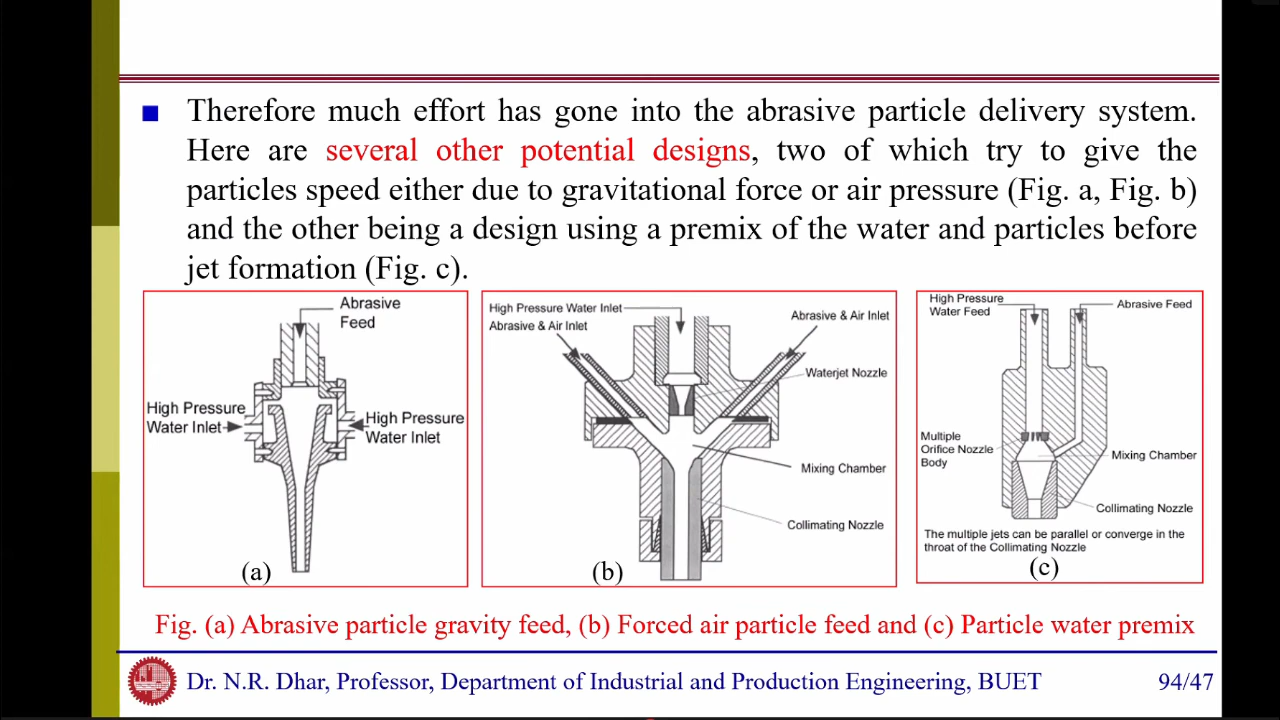 Therefore much effort has gone into the abrasive particle delivery system.
Here are several other potential designs, two of which try to give the
particles speed either due to gravitational force or air pressure (Fig. a, Fig. b)
and the other being a design using a premix of the water and particles before
jet formation (Fig. c).
Abrasive
Feed
High Pressure
Water Inlet
High Pressure
Water Inlet
(a)
High Pressure Water Inlet
Abrasive & Air Inlet
Abrasive & Air Inlet
Waterjet Nozzle
Mixing Chamber
Collimating Nozzle
(b)
High Pressure
Water Feed
Abrasive Feed
Multiple
Orifice Nozzle
Body
Mixing Chamber
Collimating Nozzle
The multiple jets can be parallel or converge in the
throat of the Collimating Nozzle
(c)
Fig. (a) Abrasive particle gravity feed, (b) Forced air particle feed and (c) Particle water premix
Dr. N.R. Dhar, Professor, Department of Industrial and Production Engineering, BUET
94/47